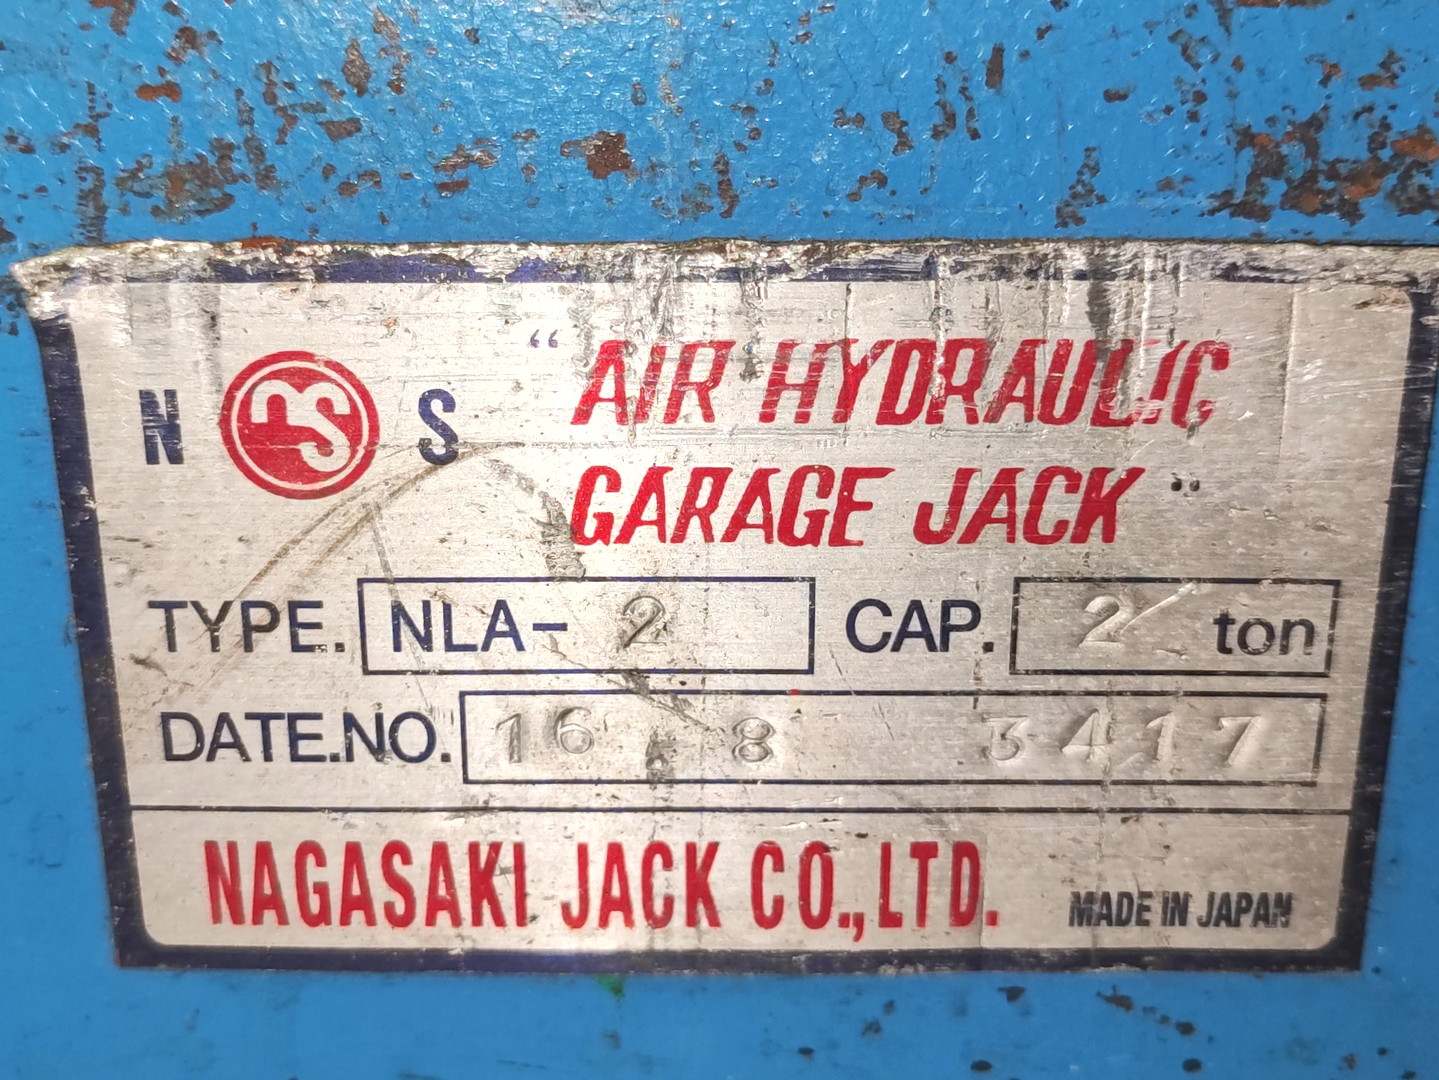 N NS S “ AIR HYDRAULIC
GARAGE JACK ”
TYPE. NLA- 2 CAP. 2 ton
DATE.NO. 16.8 3417
NAGASAKI JACK CO.,LTD. MADE IN JAPAN